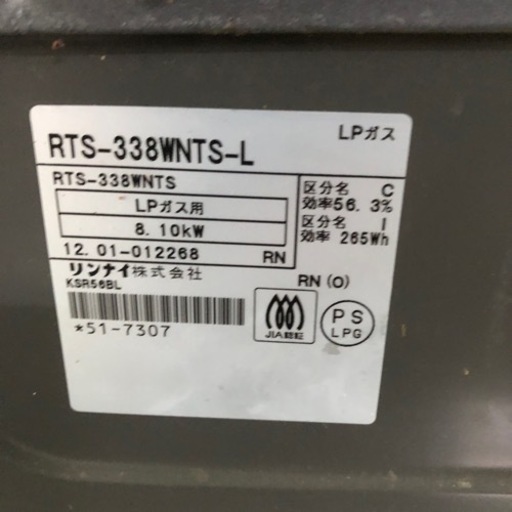 RTS-338WNTS-L LPガス
RTS-338WNTS
LPガス用
8.10kW
12.01-012268 RN
区分名 C
効率56.3%
区分名 I
効率 265Wh
リンナイ株式会社 RN (O)
KSR56BL
*51-7307
JIA認証
PS
LPG